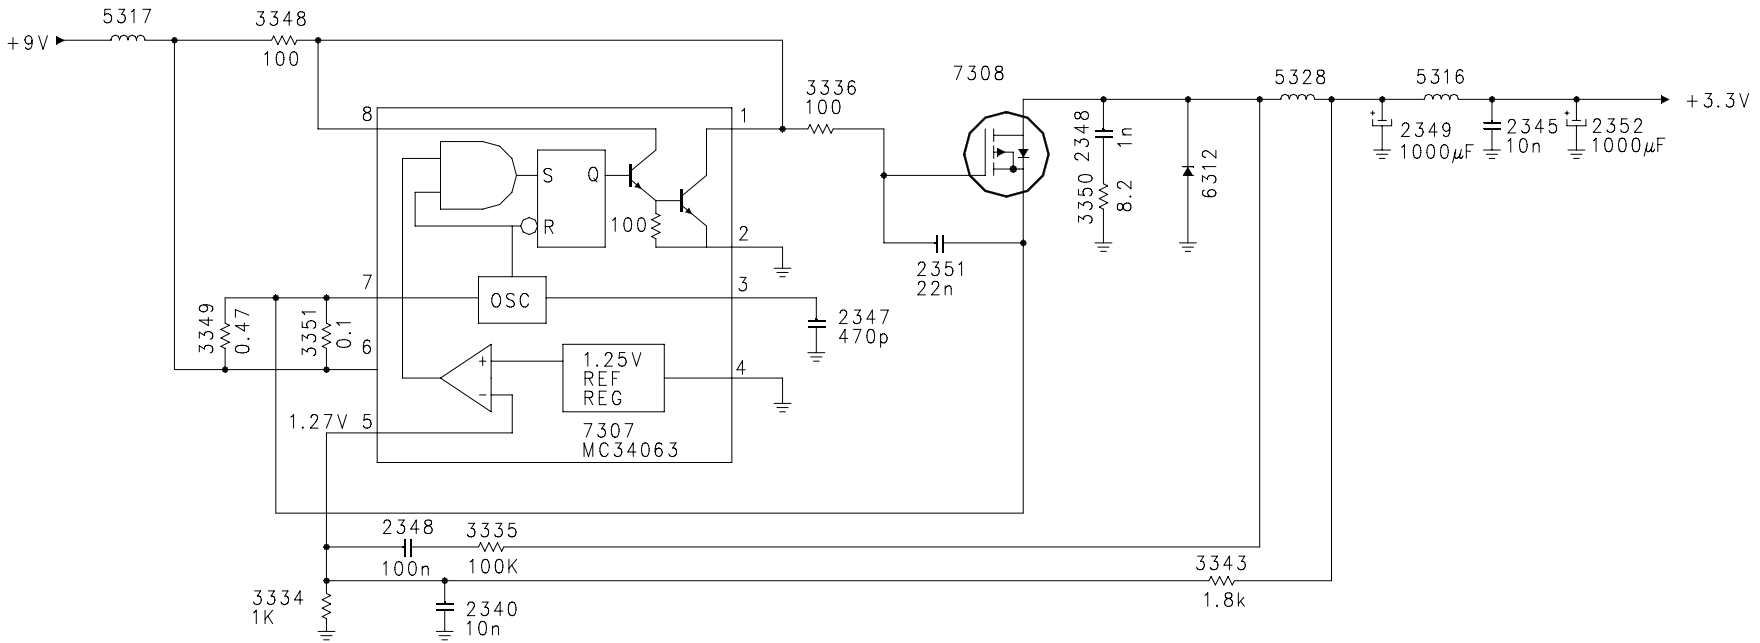 5317
3348
+9V
100
7308
5328
5316
3336
100
+3.3V
8
1
2348
1n
2349
1000µF
2345
10n
2352
1000µF
S
Q
R
100
2
3350
8.2
6312
2351
22n
7
3
OSC
3349
0.47
3351
0.1
2347
470p
6
+
-
1.25V
REF
REG
4
1.27V
5
7307
MC34063
2348
3335
100n
100K
3343
1.8k
3334
1K
2340
10n